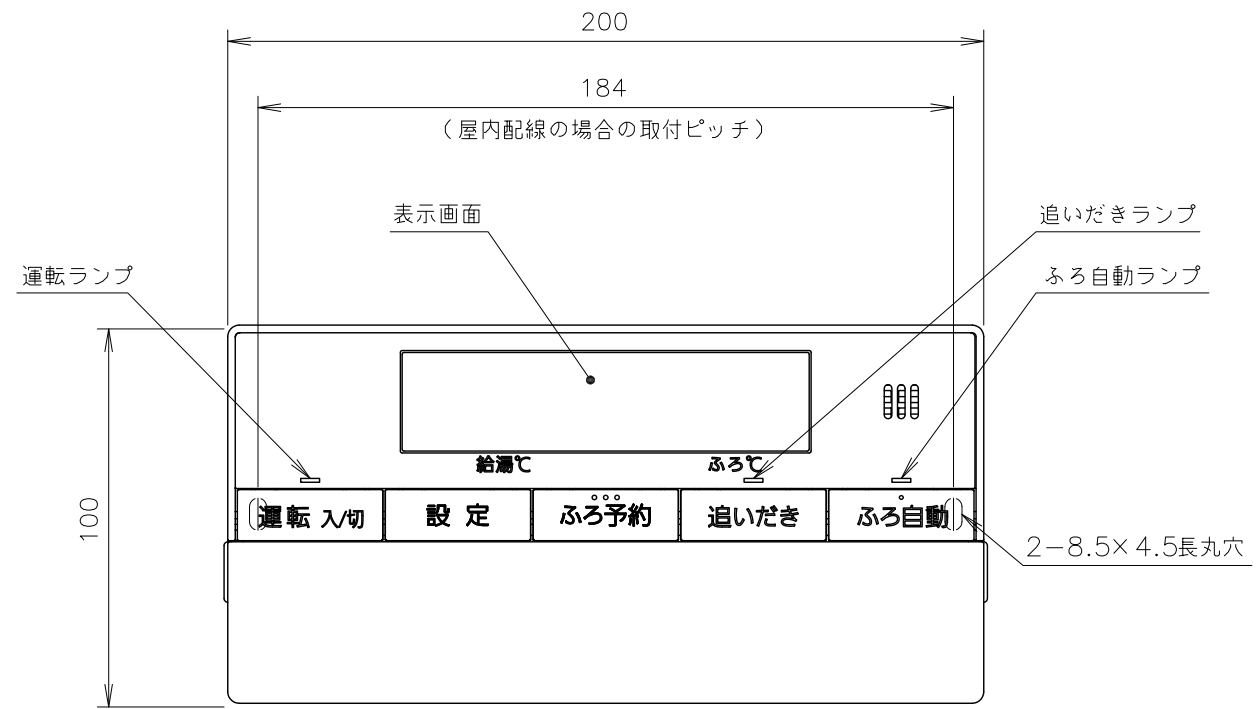 200
184
（屋内配線の場合の取付ピッチ）
表示画面
追いだきランプ
運転ランプ
ふろ自動ランプ
給湯℃
ふろ℃
100
運転 入/切
設定
ふろ予約
追いだき
ふろ自動
2－8.5×4.5長丸穴